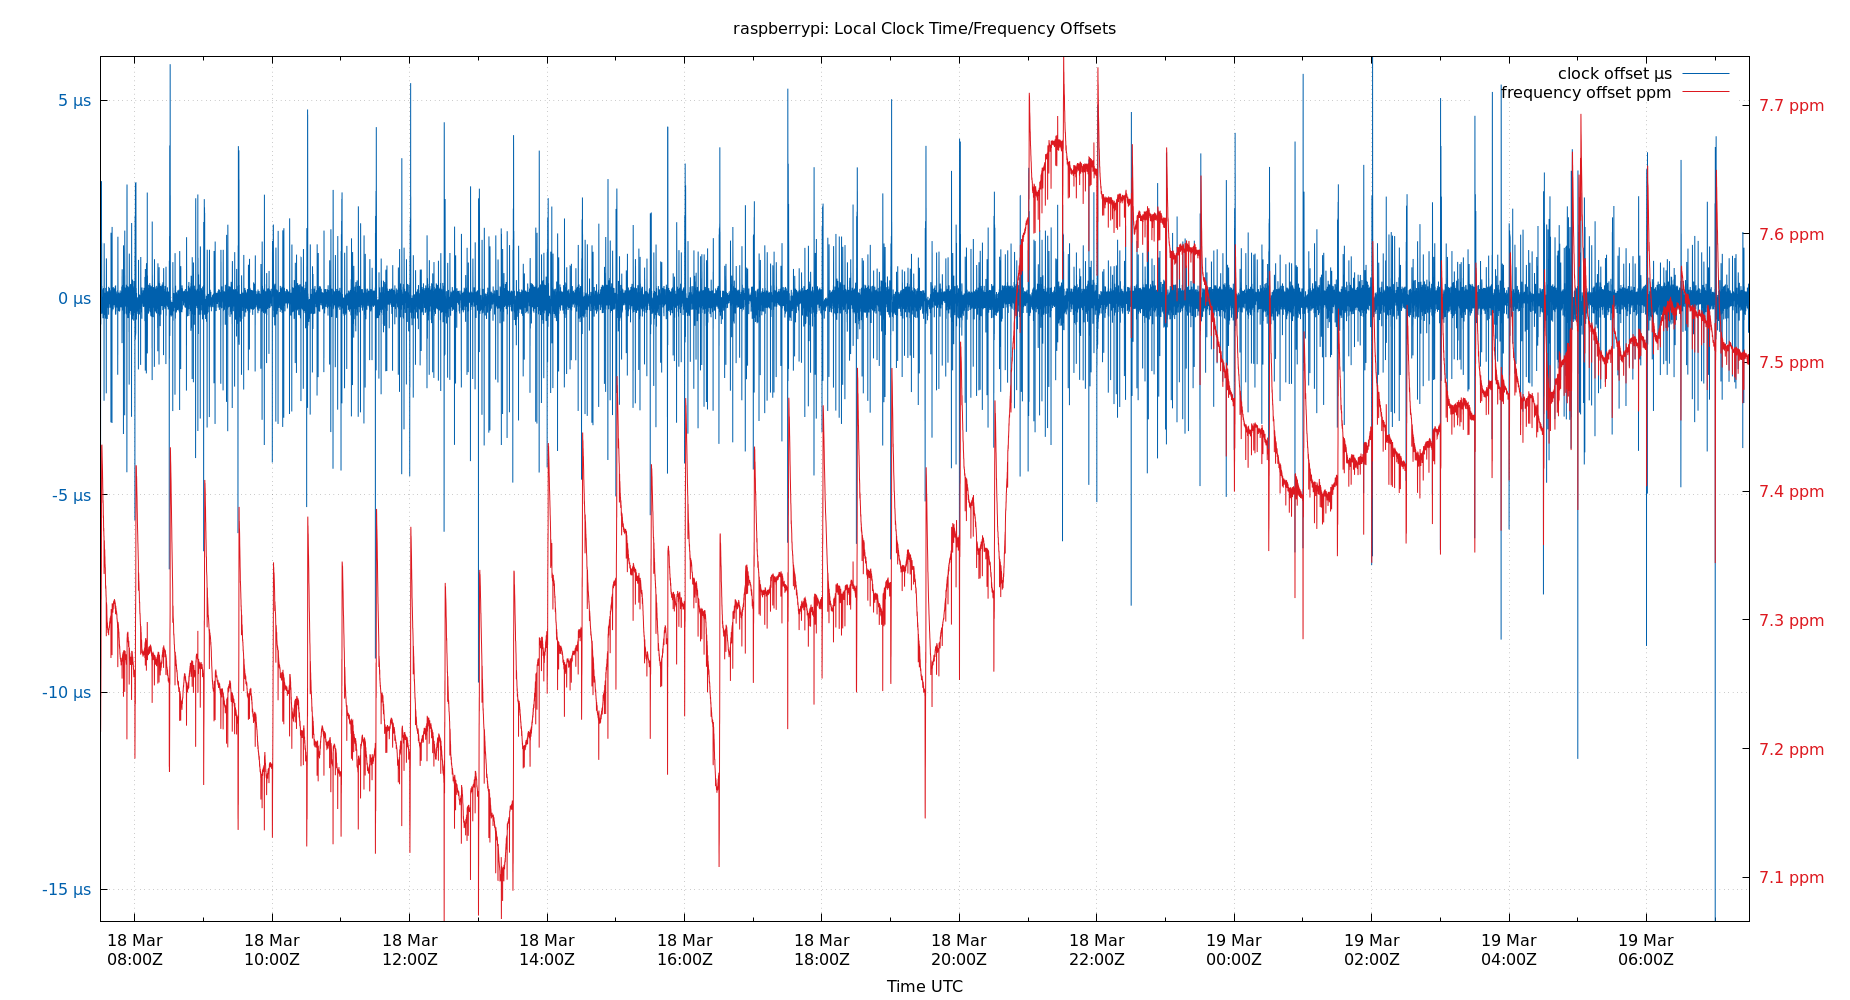 raspberrypi: Local Clock Time/Frequency Offsets
clock offset µs
frequency offset ppm
5 µs
0 µs
-5 µs
-10 µs
-15 µs
7.7 ppm
7.6 ppm
7.5 ppm
7.4 ppm
7.3 ppm
7.2 ppm
7.1 ppm
18 Mar 18 Mar 18 Mar 18 Mar 18 Mar 18 Mar 18 Mar 18 Mar 19 Mar 19 Mar 19 Mar 19 Mar
08:00Z 10:00Z 12:00Z 14:00Z 16:00Z 18:00Z 20:00Z 22:00Z 00:00Z 02:00Z 04:00Z 06:00Z
Time UTC